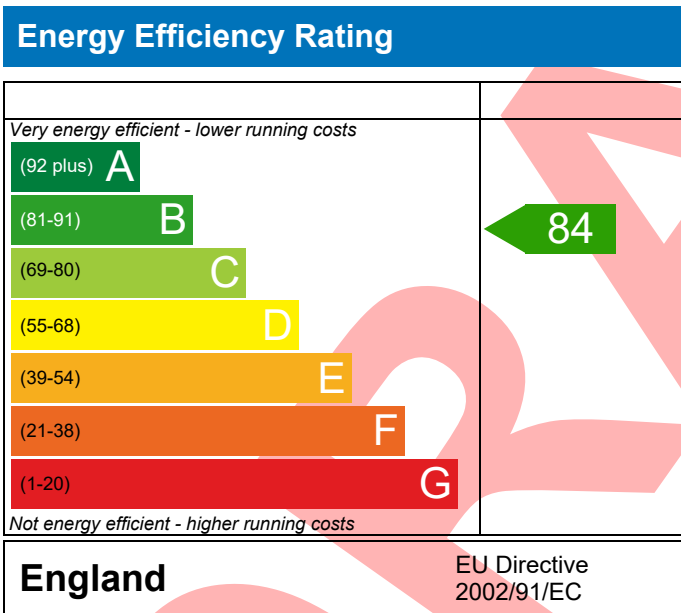 Energy Efficiency Rating
Very energy efficient - lower running costs
(92 plus) A
(81-91) B
84
(69-80) C
(55-68) D
(39-54) E
(21-38) F
(1-20) G
Not energy efficient - higher running costs
England
EU Directive
2002/91/EC